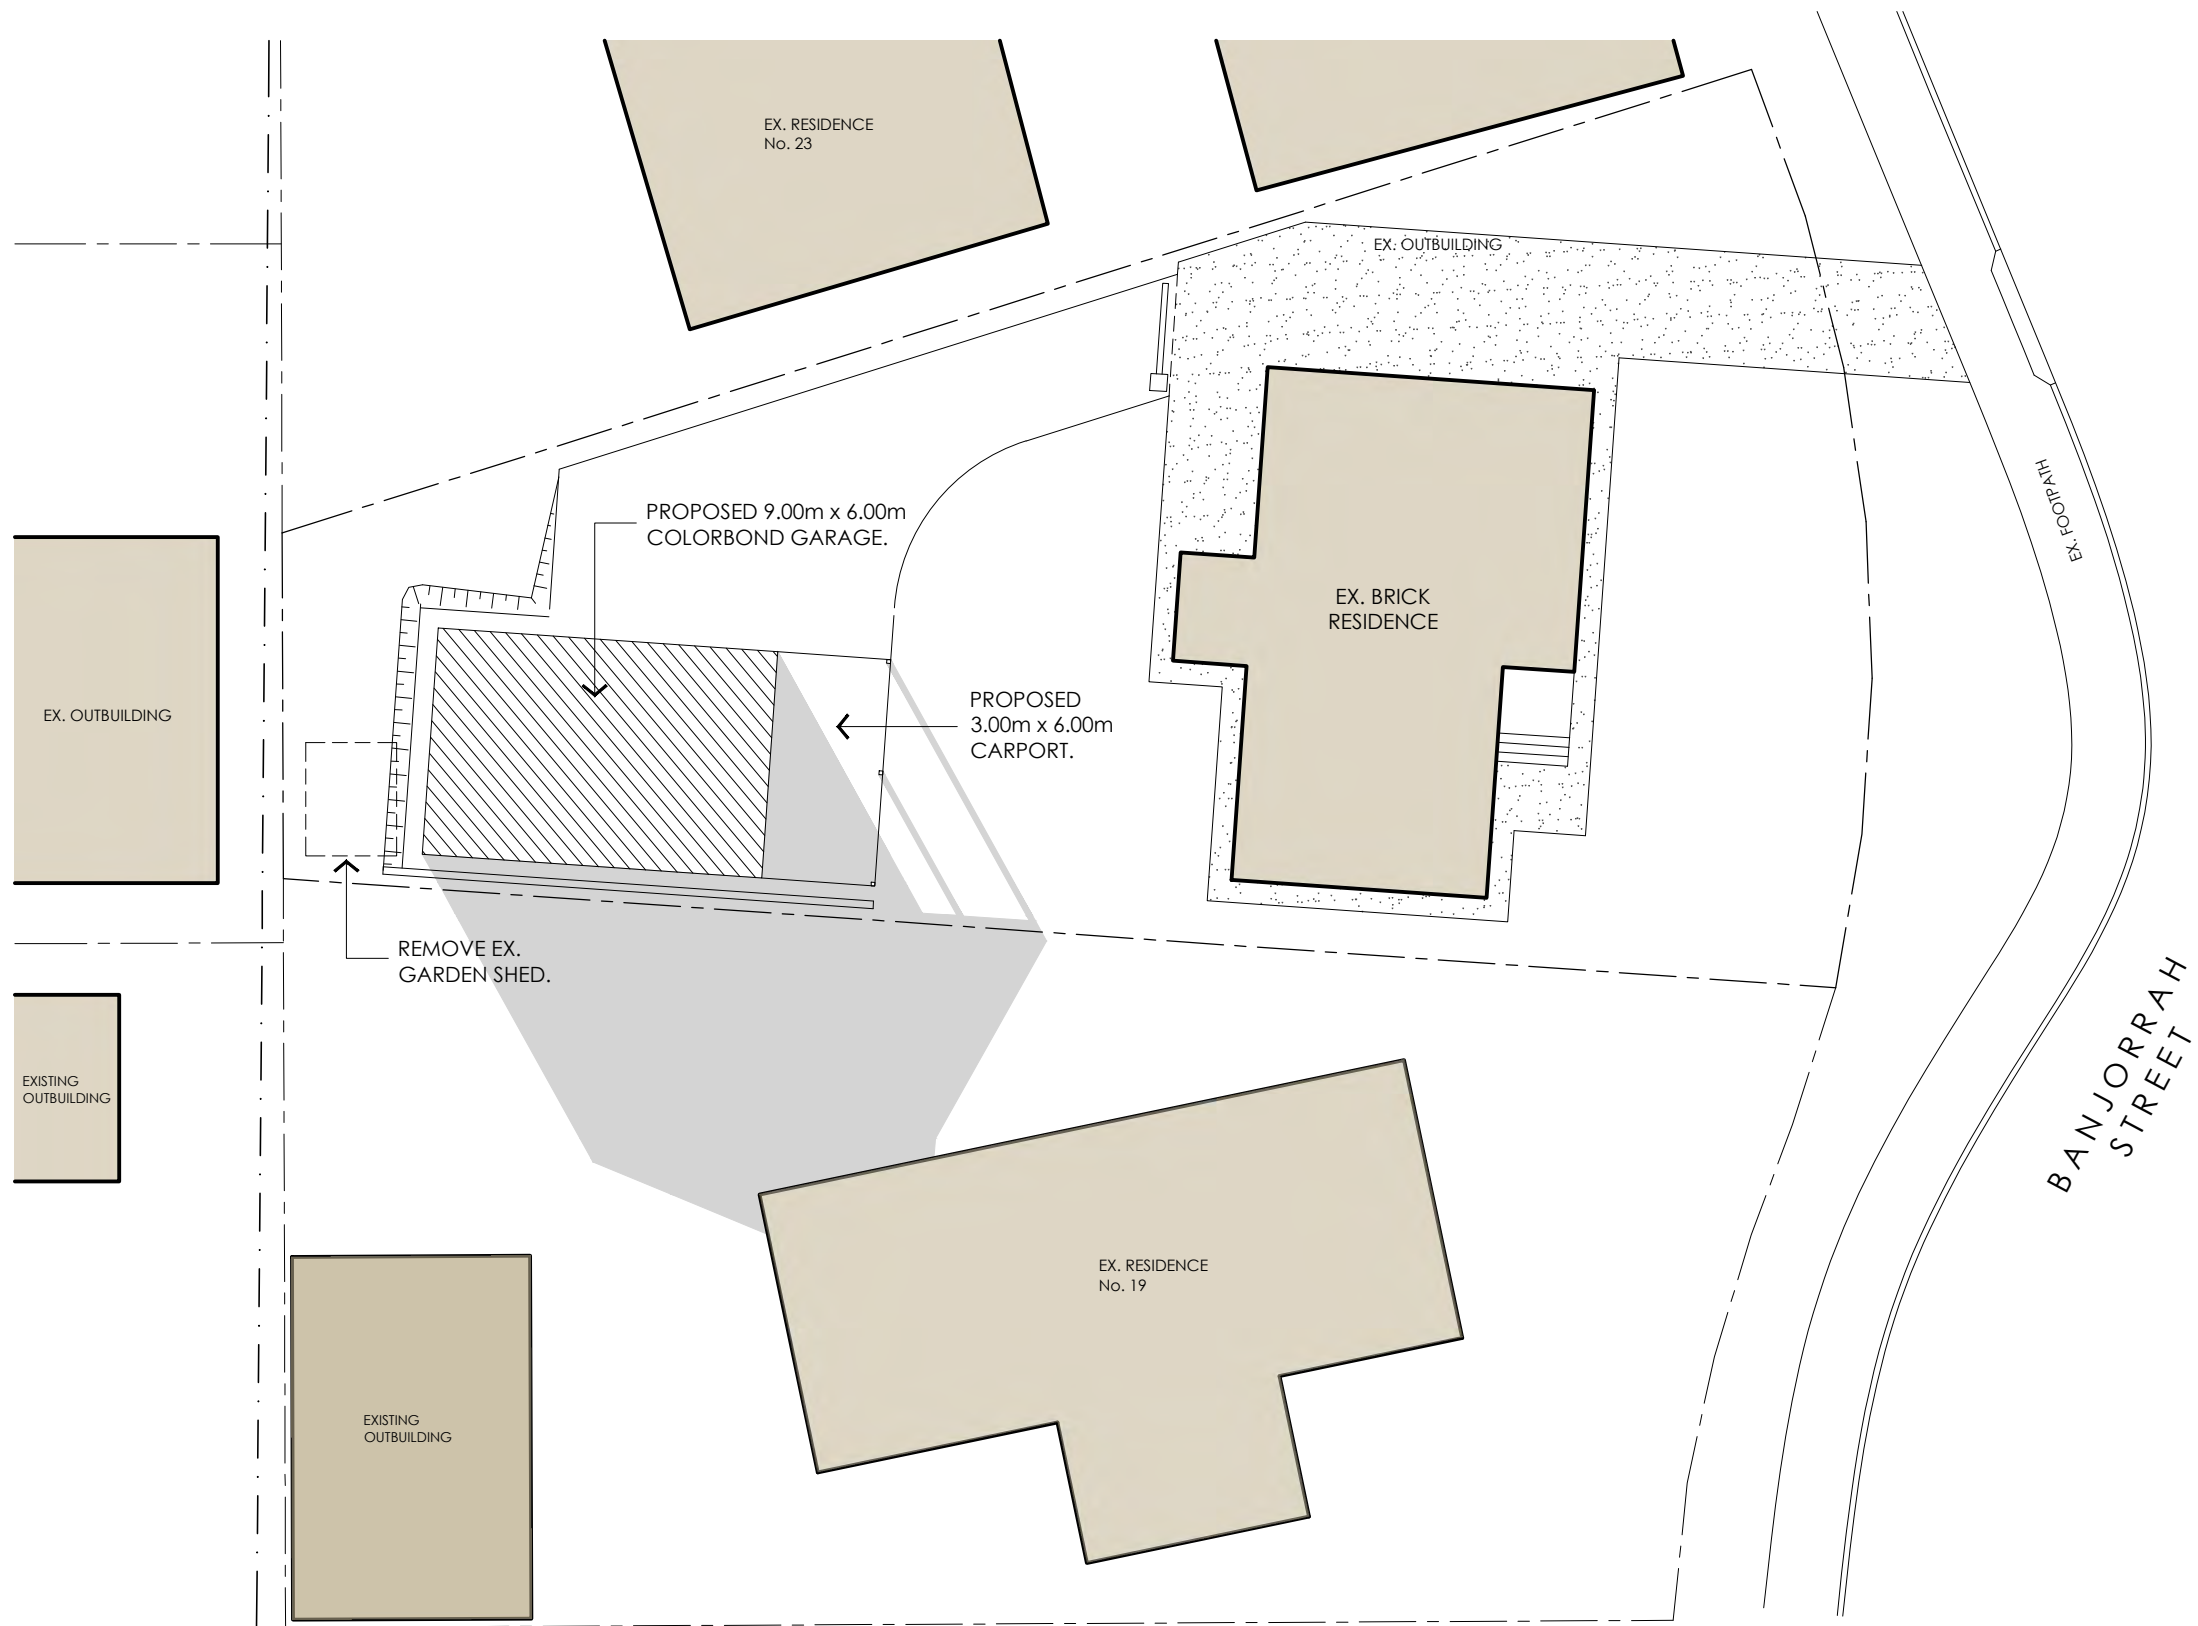 EX. RESIDENCE
No. 23
EX. OUTBUILDING
EX. FOOTPATH
PROPOSED 9.00m x 6.00m
COLORBOND GARAGE.
EX. BRICK
RESIDENCE
PROPOSED
3.00m x 6.00m
CARPORT.
EX. OUTBUILDING
REMOVE EX.
GARDEN SHED.
BANJORRAH
STREET
EXISTING
OUTBUILDING
EX. RESIDENCE
No. 19
EXISTING
OUTBUILDING